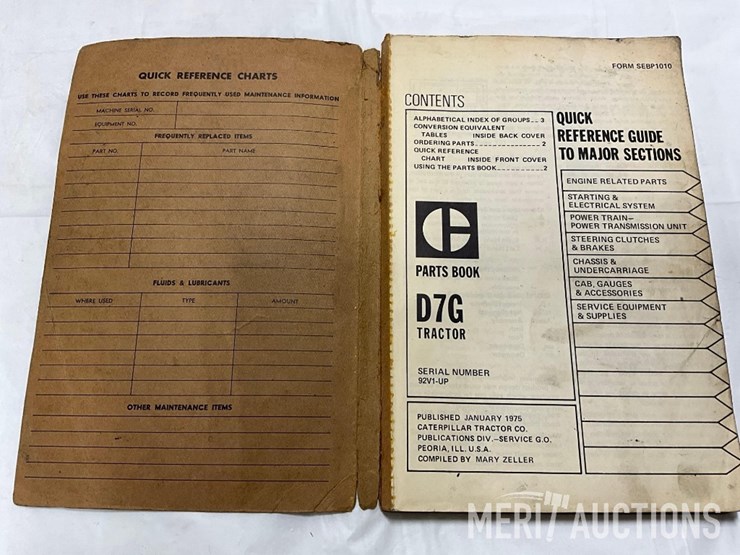 QUICK REFERENCE CHARTS
USE THESE CHARTS TO RECORD FREQUENTLY USED MAINTENANCE INFORMATION
MACHINE SERIAL NO.
EQUIPMENT NO.
FREQUENTLY REPLACED ITEMS
PART NO. PART NAME
FLUIDS & LUBRICANTS
WHERE USED TYPE AMOUNT
OTHER MAINTENANCE ITEMS
FORM SEBP1010
CONTENTS
ALPHABETICAL INDEX OF GROUPS__ 3
CONVERSION EQUIVALENT
TABLES INSIDE BACK COVER
ORDERING PARTS__________2
QUICK REFERENCE
CHART INSIDE FRONT COVER
USING THE PARTS BOOK________2
PARTS BOOK
D7G
TRACTOR
SERIAL NUMBER
92V1-UP
PUBLISHED JANUARY 1975
CATERPILLAR TRACTOR CO.
PUBLICATIONS DIV.-SERVICE G.O.
PEORIA, ILL. U.S.A.
COMPILED BY MARY ZELLER
QUICK
REFERENCE GUIDE
TO MAJOR SECTIONS
ENGINE RELATED PARTS
STARTING &
ELECTRICAL SYSTEM
POWER TRAIN-
POWER TRANSMISSION UNIT
STEERING CLUTCHES
& BRAKES
CHASSIS &
UNDERCARRIAGE
CAB, GAUGES
& ACCESSORIES
SERVICE EQUIPMENT
& SUPPLIES
MERIT AUCTIONS